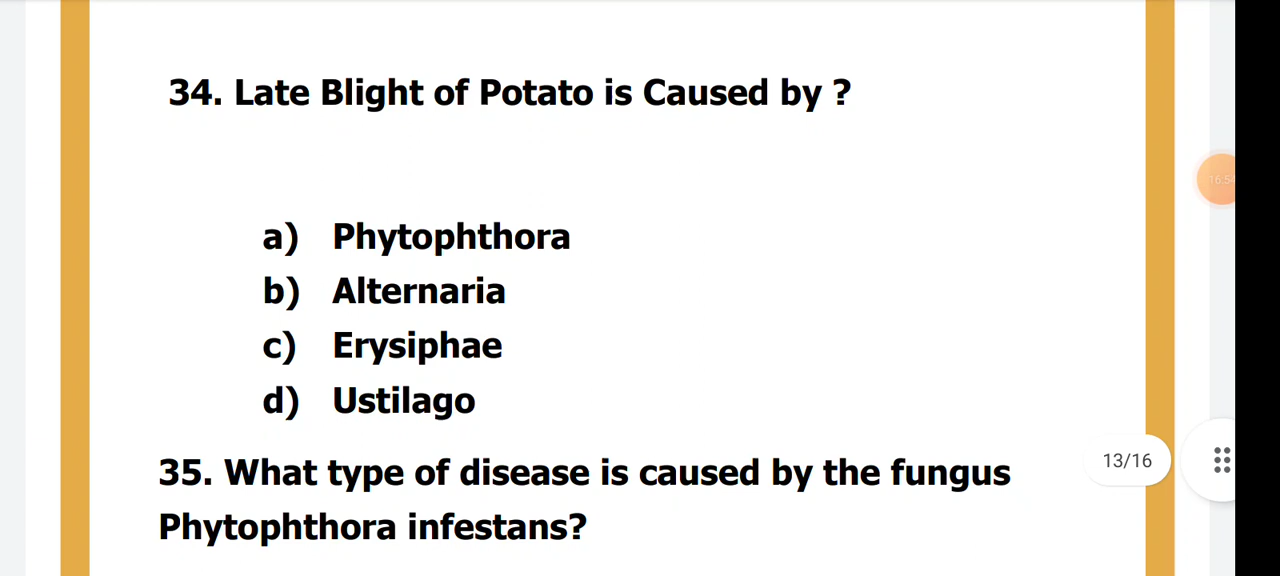 34. Late Blight of Potato is Caused by ?
a) Phytophthora
b) Alternaria
c) Erysiphae
d) Ustilago
35. What type of disease is caused by the fungus
Phytophthora infestans?
13/16